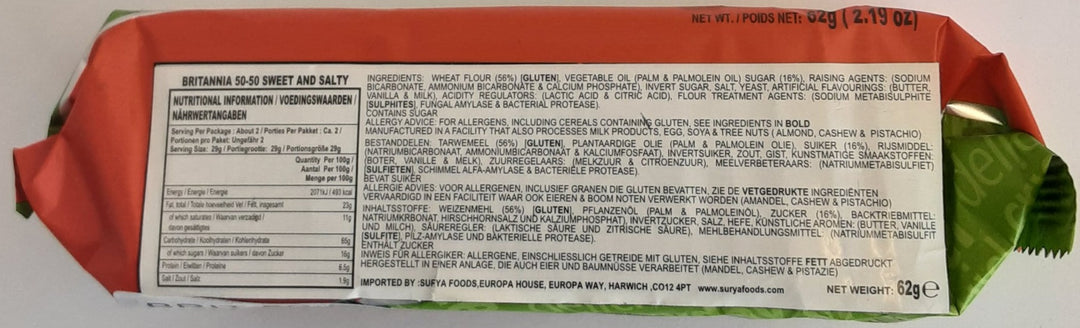 NET WT. / POIDS NET: 62g ( 2.19 oz)
BRITANNIA 50-50 SWEET AND SALTY
NUTRITIONAL INFORMATION / VOEDINGSWAARDEN /
NÄHRWERTANGABEN
Serving Per Package : About 2 / Porties Per Pakket : Ca. 2 /
Portionen pro Paket: Ungefähr 2
Serving Size: 29g / Portiegrootte: 29g / Portionsgröße 29g
Quantity Per 100g /
Aantal Per 100g /
Menge per 100g
Energy / Energie / Energie 2071kJ / 493 kcal
Fat, total / Totale hoeveelheid Vet / Fett, insgesamt 23g
of which saturates / Waarvan verzadigd / 11g
davon gesättigtes
Carbohydrate / Koolhydraten / Kohlenhydrate 65g
of which sugars / Waarvan suikers / davon Zucker 16g
Protein / Eiwitten / Proteine 6.5g
Salt / Zout / Salz 1.9g
INGREDIENTS: WHEAT FLOUR (56%) [GLUTEN], VEGETABLE OIL (PALM & PALMOLEIN OIL) SUGAR (16%), RAISING AGENTS: (SODIUM
BICARBONATE, AMMONIUM BICARBONATE & CALCIUM PHOSPHATE), INVERT SUGAR, SALT, YEAST, ARTIFICIAL FLAVOURINGS: (BUTTER,
VANILLA & MILK), ACIDITY REGULATORS: (LACTIC ACID & CITRIC ACID), FLOUR TREATMENT AGENTS: (SODIUM METABISULPHITE
[SULPHITES], FUNGAL AMYLASE & BACTERIAL PROTEASE).
CONTAINS SUGAR
ALLERGY ADVICE: FOR ALLERGENS, INCLUDING CEREALS CONTAINING GLUTEN, SEE INGREDIENTS IN BOLD
MANUFACTURED IN A FACILITY THAT ALSO PROCESSES MILK PRODUCTS, EGG, SOYA & TREE NUTS ( ALMOND, CASHEW & PISTACHIO)
BESTANDDELEN: TARWEMEEL (56%) [GLUTEN], PLANTAARDIGE OLIE (PALM & PALMOLEIN OLIE), SUIKER (16%), RIJSMIDDEL:
(NATRIUMBICARBONAAT, AMMONIUMBICARBONAAT & KALCIUMFOSFAAT), INVERTSUIKER, ZOUT, GIST, KUNSTMATIGE SMAAKSTOFFEN:
(BOTER, VANILLE & MELK), ZUURREGELAARS: (MELKZUUR & CITROENZUUR), MEELVERBETERAARS: (NATRIUMMETABISULFIET)
[SULFIETEN], SCHIMMEL ALFA-AMYLASE & BACTERIËLE PROTEASE).
BEVAT SUIKER
ALLERGIE ADVIES: VOOR ALLERGENEN, INCLUSIEF GRANEN DIE GLUTEN BEVATTEN, ZIE DE VETGEDRUKTE INGREDIËNTEN
VERVAARDIGD IN EEN FACILITEIT WAAR OOK EIEREN & BOOM NOTEN VERWERKT WORDEN (AMANDEL, CASHEW & PISTACHIO)
INHALTSSTOFFE: WEIZENMEHL (56%) [GLUTEN], PFLANZENÖL (PALM & PALMOLEINÖL), ZUCKER (16%), BACKTRIEBMITTEL:
NATRIUMKRBONAT, HIRSCHHORNSALZ UND KALZIUMPHOSPHAT), INVERTZUCKER, SALZ, HEFE, KÜNSTLICHE AROMEN: (BUTTER, VANILLE
UND MILCH), SÄUREREGLER: (LAKTISCHE SÄURE UND ZITRISCHE SÄURE), MEHLBEHANDLUNGSMITTEL: (NATRIUMMETABISULFIT
[SULFITE], PILZ-AMYLASE UND BAKTERIELLE PROTEASE).
ENTHÄLT ZUCKER
INWEIS FÜR ALLERGIKER: ALLERGENE, EINSCHLIESSLICH GETREIDE MIT GLUTEN, SIEHE INHALTSSTOFFE FETT ABGEDRUCKT
HERGESTELLT IN EINER ANLAGE, DIE AUCH EIER UND BAUMNÜSSE VERARBEITET (MANDEL, CASHEW & PISTAZIE)
IMPORTED BY :SURYA FOODS,EUROPA HOUSE, EUROPA WAY, HARWICH ,CO12 4PT www.suryafoods.com
NET WEIGHT: 62g e